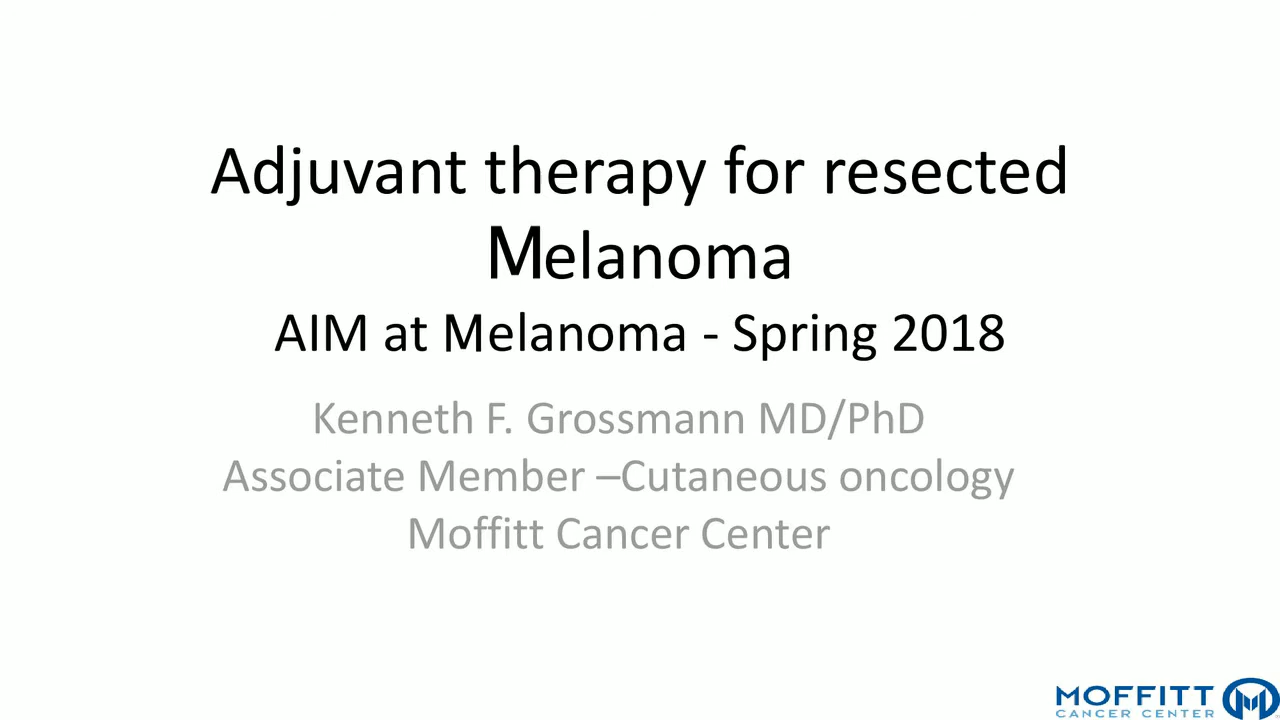 Adjuvant therapy for resected
Melanoma
AIM at Melanoma - Spring 2018
Kenneth F. Grossmann MD/PhD
Associate Member –Cutaneous oncology
Moffitt Cancer Center
MOFFITT
CANCER CENTER